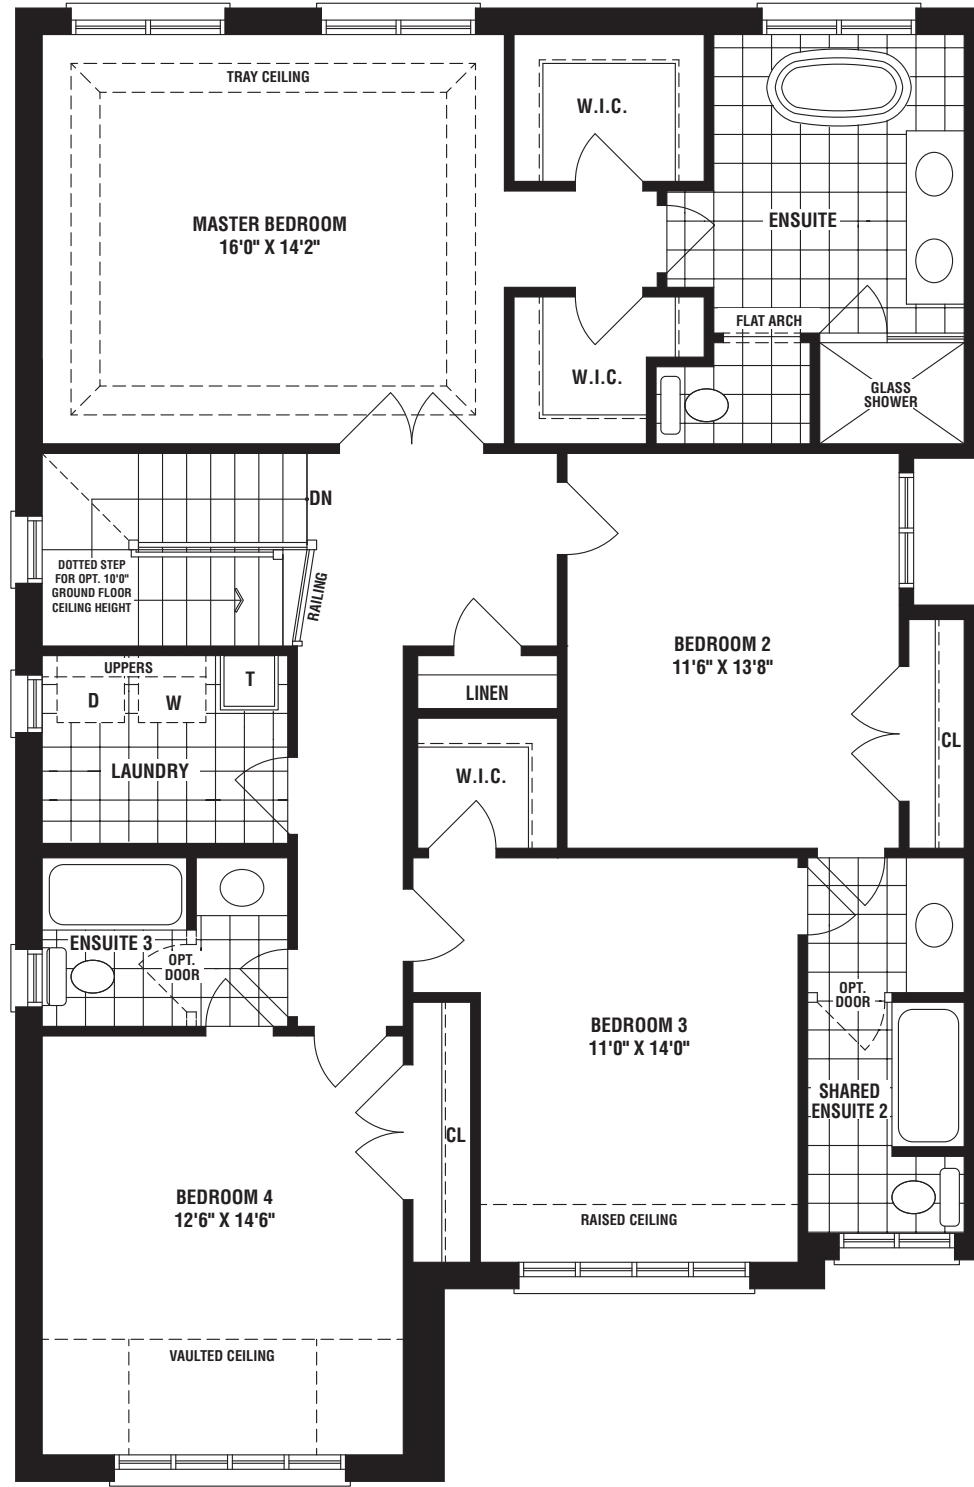 TRAY CEILING
W.I.C.
MASTER BEDROOM
16'0" X 14'2"
ENSUITE
FLAT ARCH
W.I.C.
GLASS
SHOWER
DN
DOTTED STEP
FOR OPT. 10'0"
GROUND FLOOR
CEILING HEIGHT
RAILING
BEDROOM 2
11'6" X 13'8"
UPPERS
D
W
T
LINEN
CL
LAUNDRY
W.I.C.
ENSUITE 3
OPT.
DOOR
OPT.
DOOR
BEDROOM 3
11'0" X 14'0"
SHARED
ENSUITE 2
CL
BEDROOM 4
12'6" X 14'6"
RAISED CEILING
VAULTED CEILING